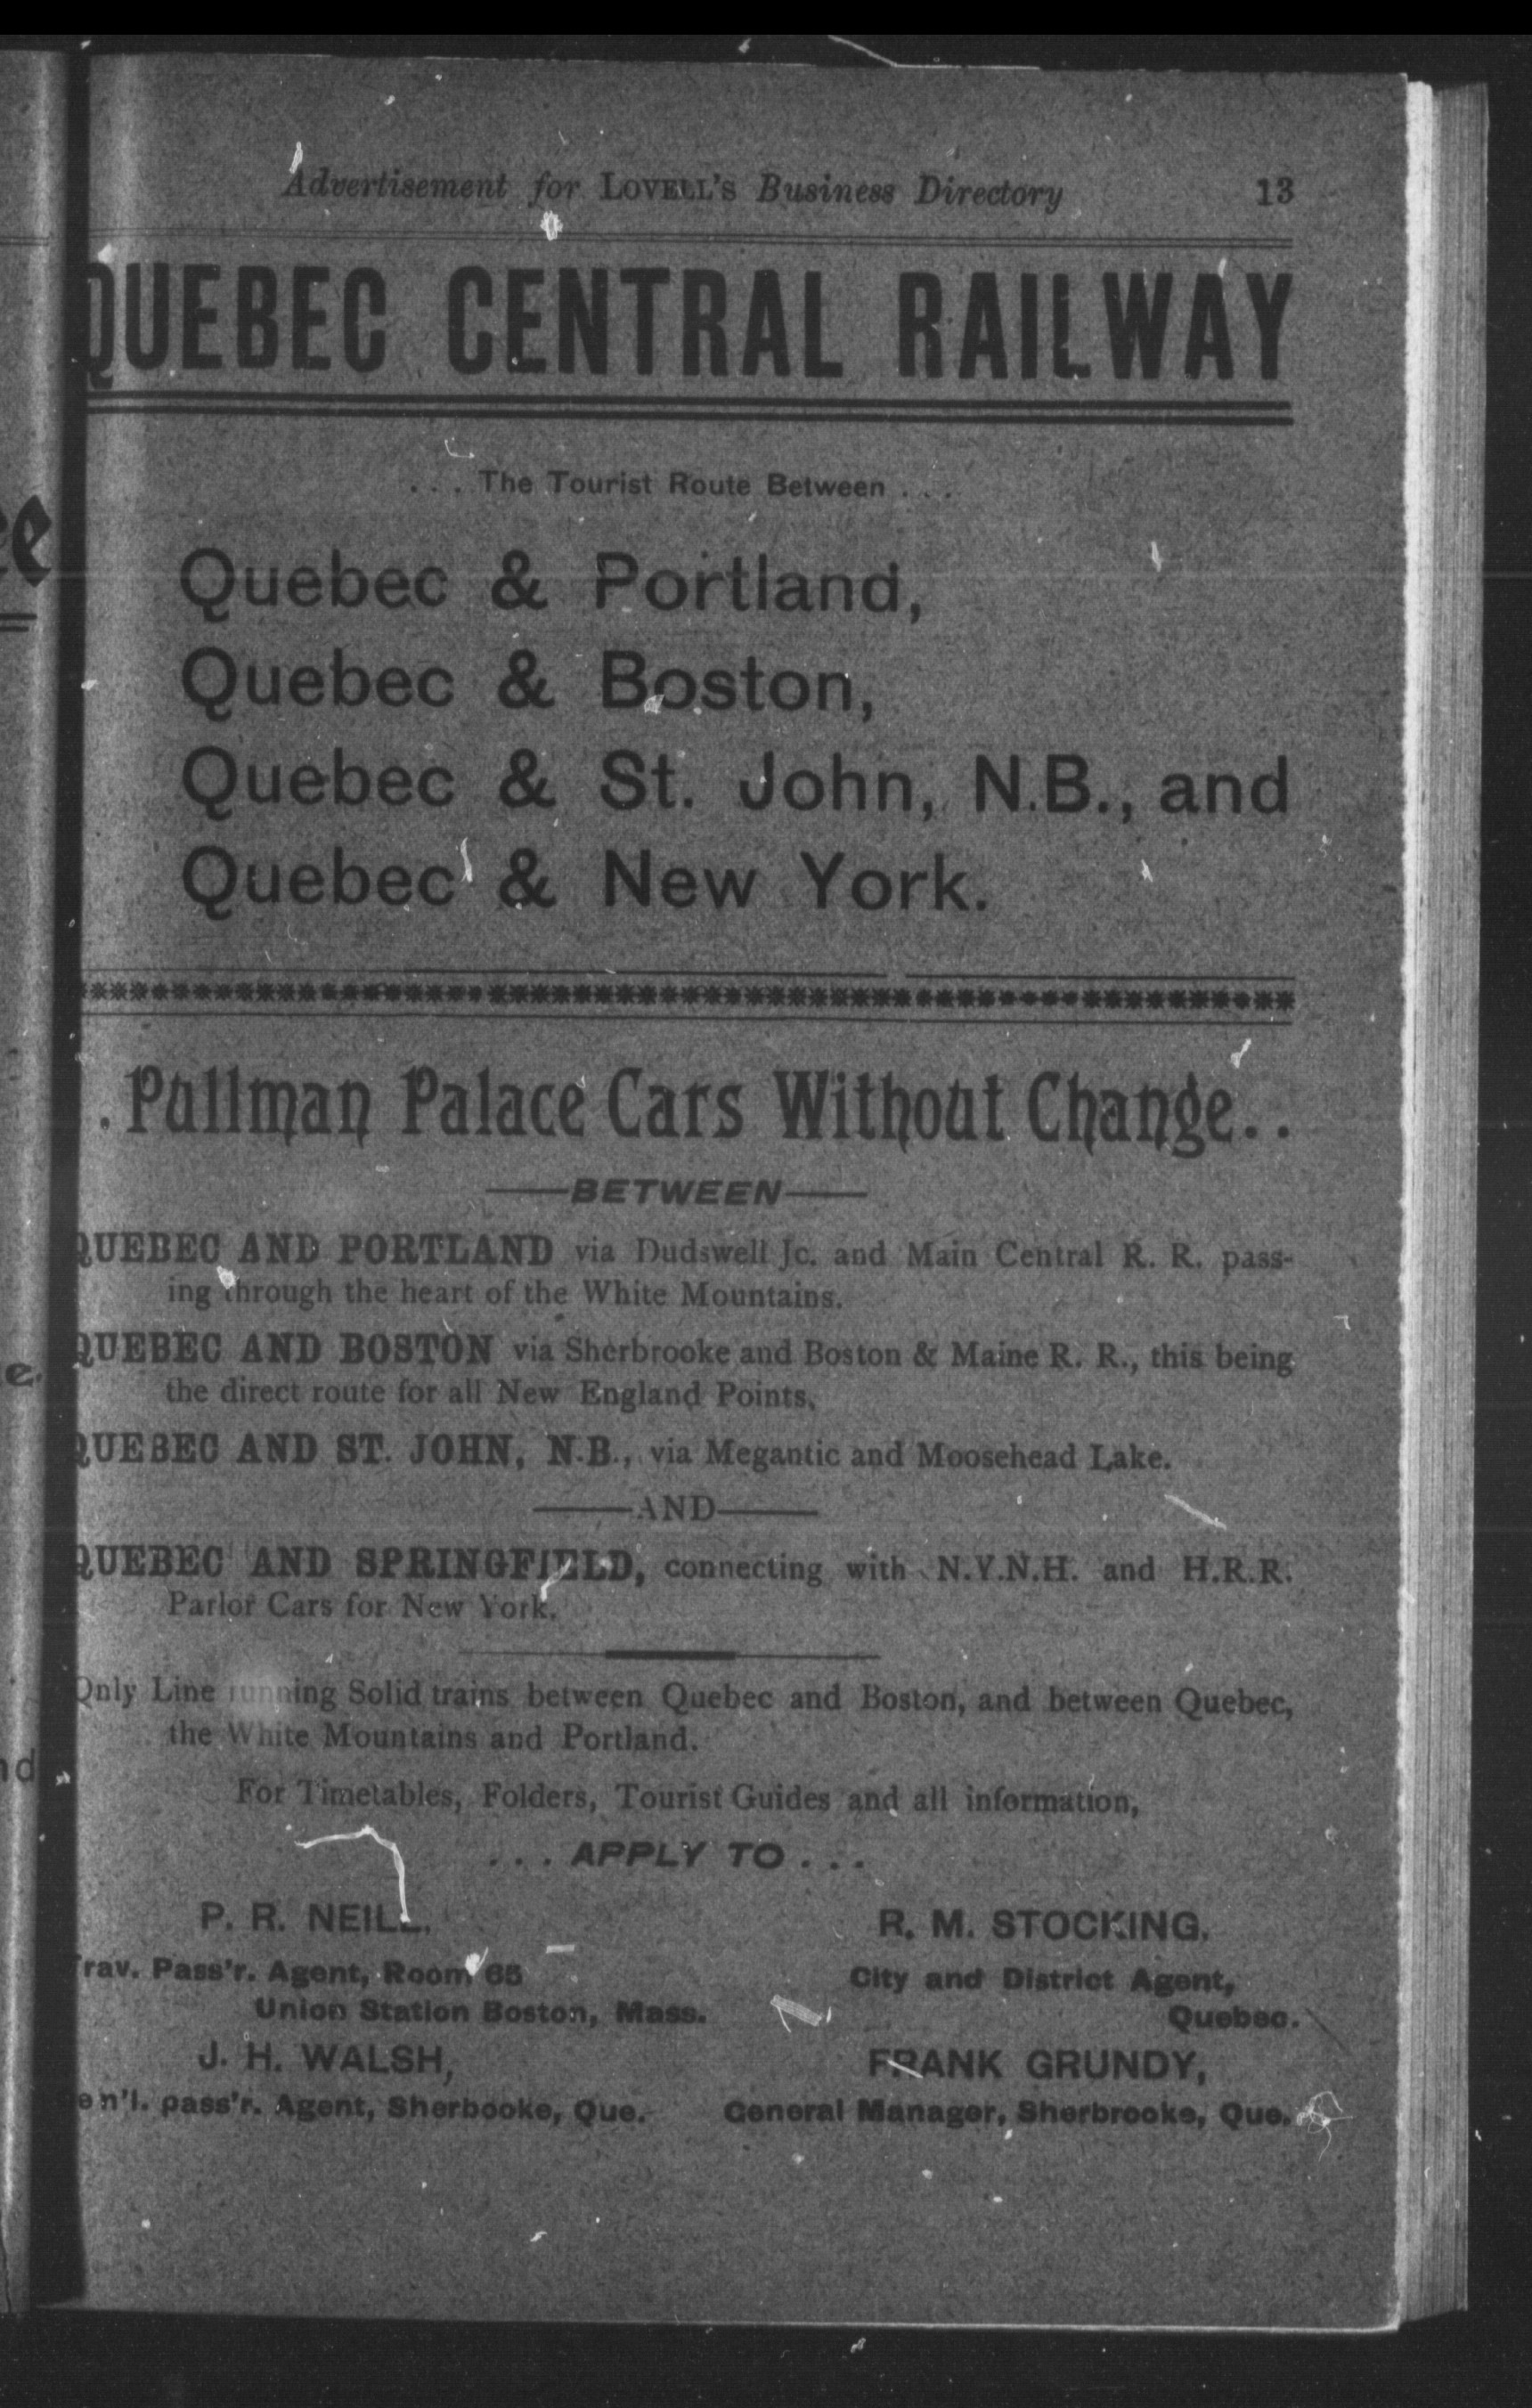 Advertisement for LOVELL'S Business Directory 13
QUEBEC CENTRAL RAILWAY
. . . The Tourist Route Between . . .
Quebec & Portland,
Quebec & Boston,
Quebec & St. John, N.B., and
Quebec & New York.
. Pullman Palace Cars Without Change. .
—BETWEEN—
QUEBEC AND PORTLAND via Dudswell Jc. and Main Central R. R. pass-
ing through the heart of the White Mountains.
QUEBEC AND BOSTON via Sherbrooke and Boston & Maine R. R., this being
the direct route for all New England Points,
QUEBEC AND ST. JOHN, N.B., via Megantic and Moosehead Lake.
—AND—
QUEBEC AND SPRINGFIELD, connecting with N.Y.N.H. and H.R.R.
Parlor Cars for New York.
Only Line running Solid trains between Quebec and Boston, and between Quebec,
the White Mountains and Portland.
For Timetables, Folders, Tourist Guides and all information,
. . . APPLY TO . . .
P. R. NEILL,
Trav. Pass'r. Agent, Room 65
Union Station Boston, Mass.
R. M. STOCKING,
City and District Agent,
Quebec.
J. H. WALSH,
en'l. pass'r. Agent, Sherbooke, Que.
FRANK GRUNDY,
General Manager, Sherbrooke, Que.